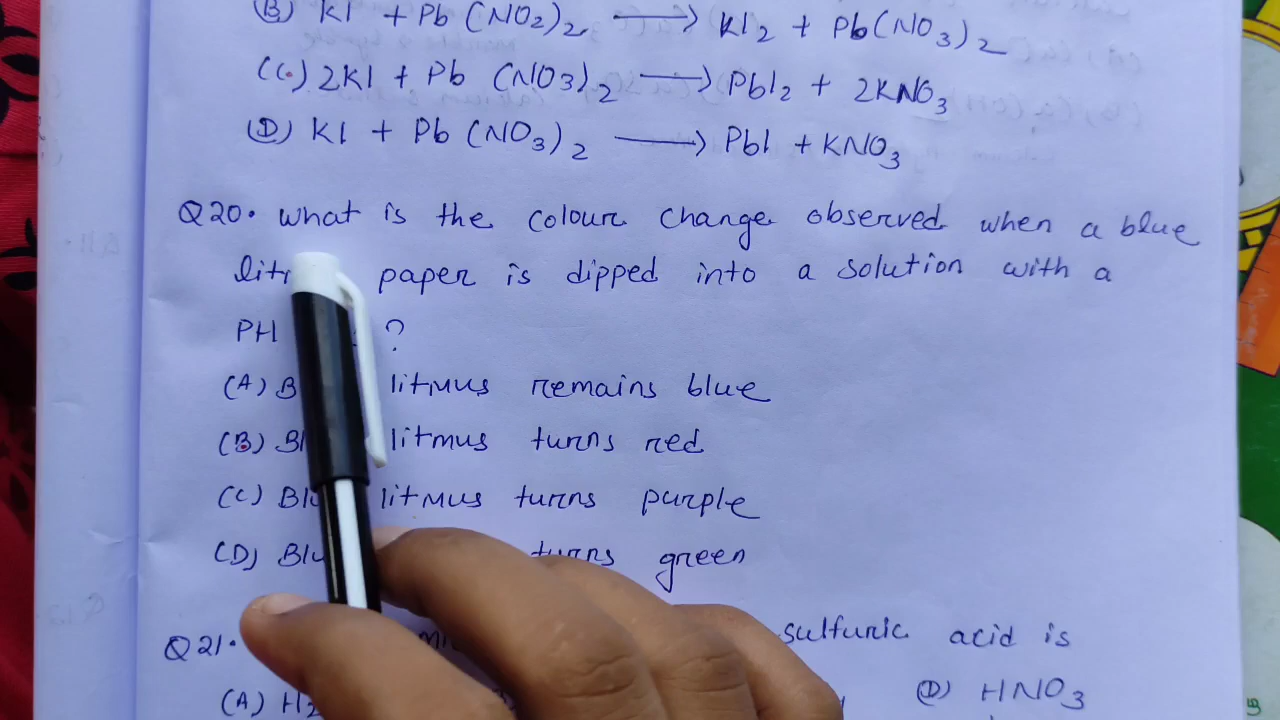 (B) KI + Pb (NO2)2 ⟶ KI2 + Pb(NO3)2
(C) 2KI + Pb (NO3)2 ⟶ PbI2 + 2KNO3
(D) KI + Pb (NO3)2 ⟶ PbI + KNO3
Q20. What is the colour change observed when a blue
paper is dipped into a solution with a
PH ?
(A) litmus remains blue
(B) litmus turns red
(C) litmus turns purple
(D) turns green
Q21. sulfuric acid is
(A) (D) HNO3